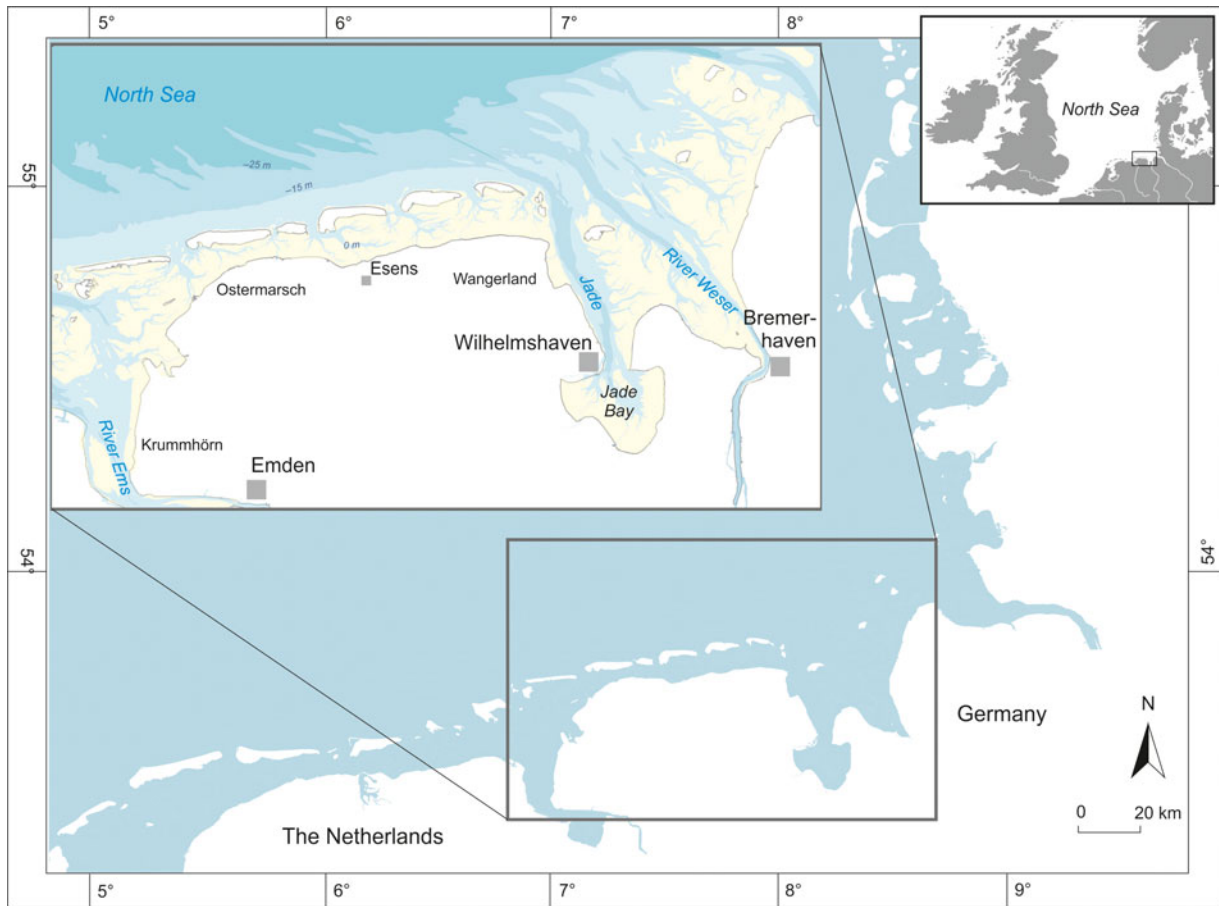 5°
6°
7°
8°
North Sea
North Sea
–25 m
55°
–15 m
0 m
Esens
Wangerland
Ostermarsch
Jade
River Weser
Bremer-
haven
Wilhelmshaven
Jade
Bay
Krummhörn
River Ems
Emden
54°
54°
Germany
N
0 20 km
The Netherlands
5°
6°
7°
8°
9°